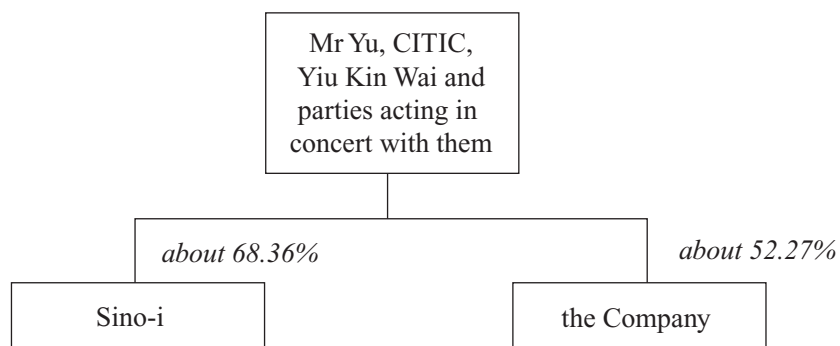 Mr Yu, CITIC,
Yiu Kin Wai and
parties acting in
concert with them
about 68.36%
about 52.27%
Sino-i
the Company